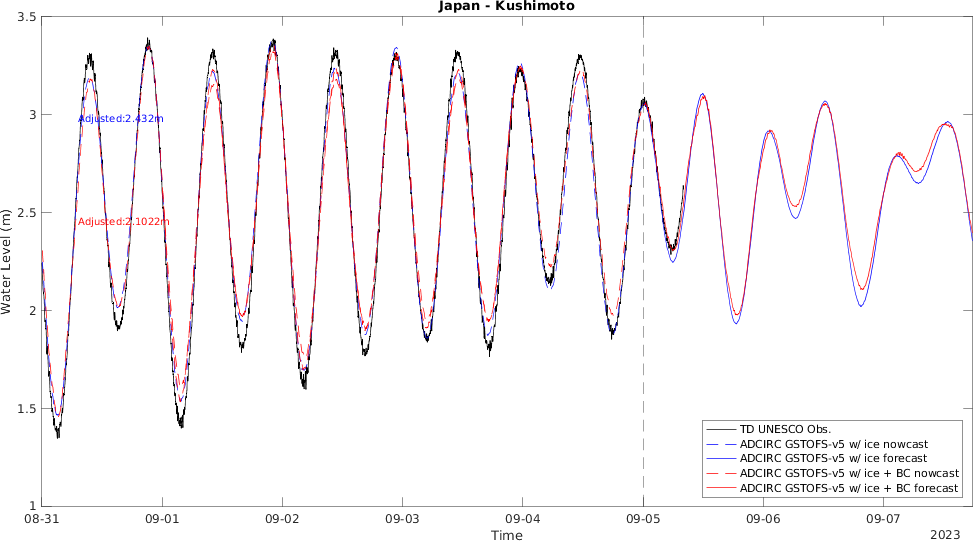 Japan - Kushimoto
3.5
3
2.5
2
1.5
1
Water Level (m)
Adjusted:2.432m
Adjusted:2.1022m
TD UNESCO Obs.
ADCIRC GSTOFS-v5 w/ ice nowcast
ADCIRC GSTOFS-v5 w/ ice forecast
ADCIRC GSTOFS-v5 w/ ice + BC nowcast
ADCIRC GSTOFS-v5 w/ ice + BC forecast
08-31 09-01 09-02 09-03 09-04 09-05 09-06 09-07
Time
2023